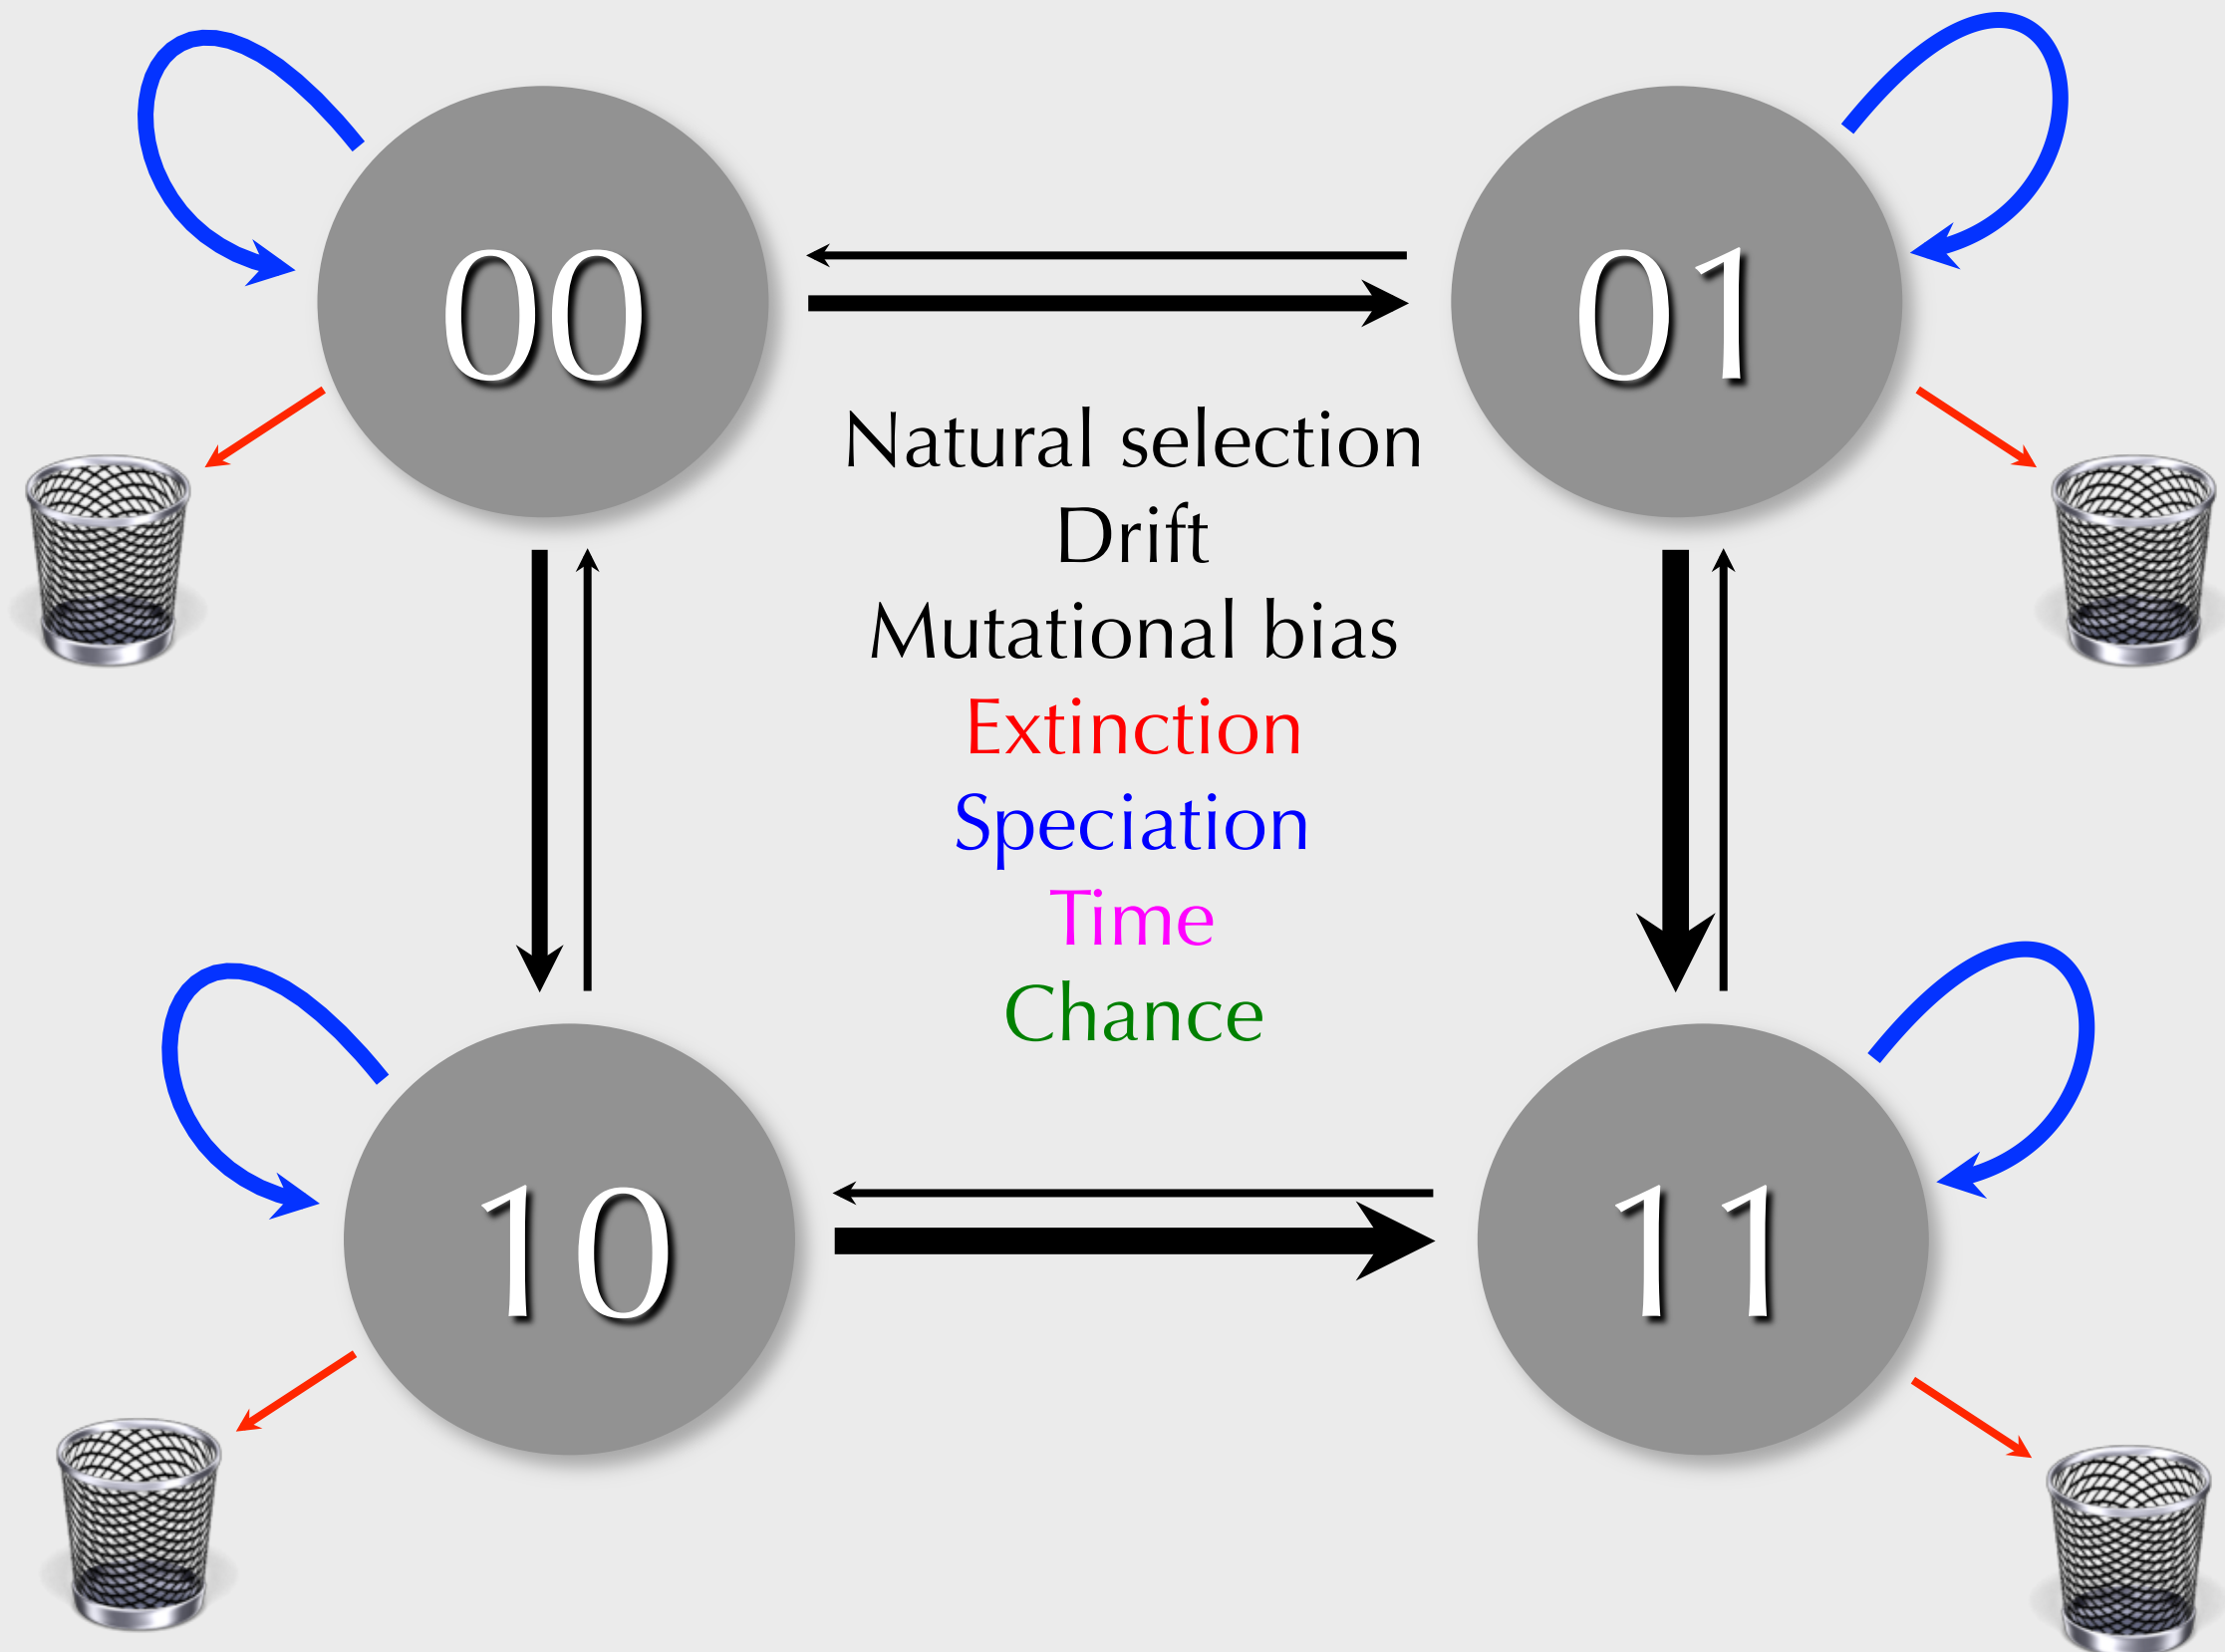 00
01
Natural selection
Drift
Mutational bias
Extinction
Speciation
Time
Chance
10
11